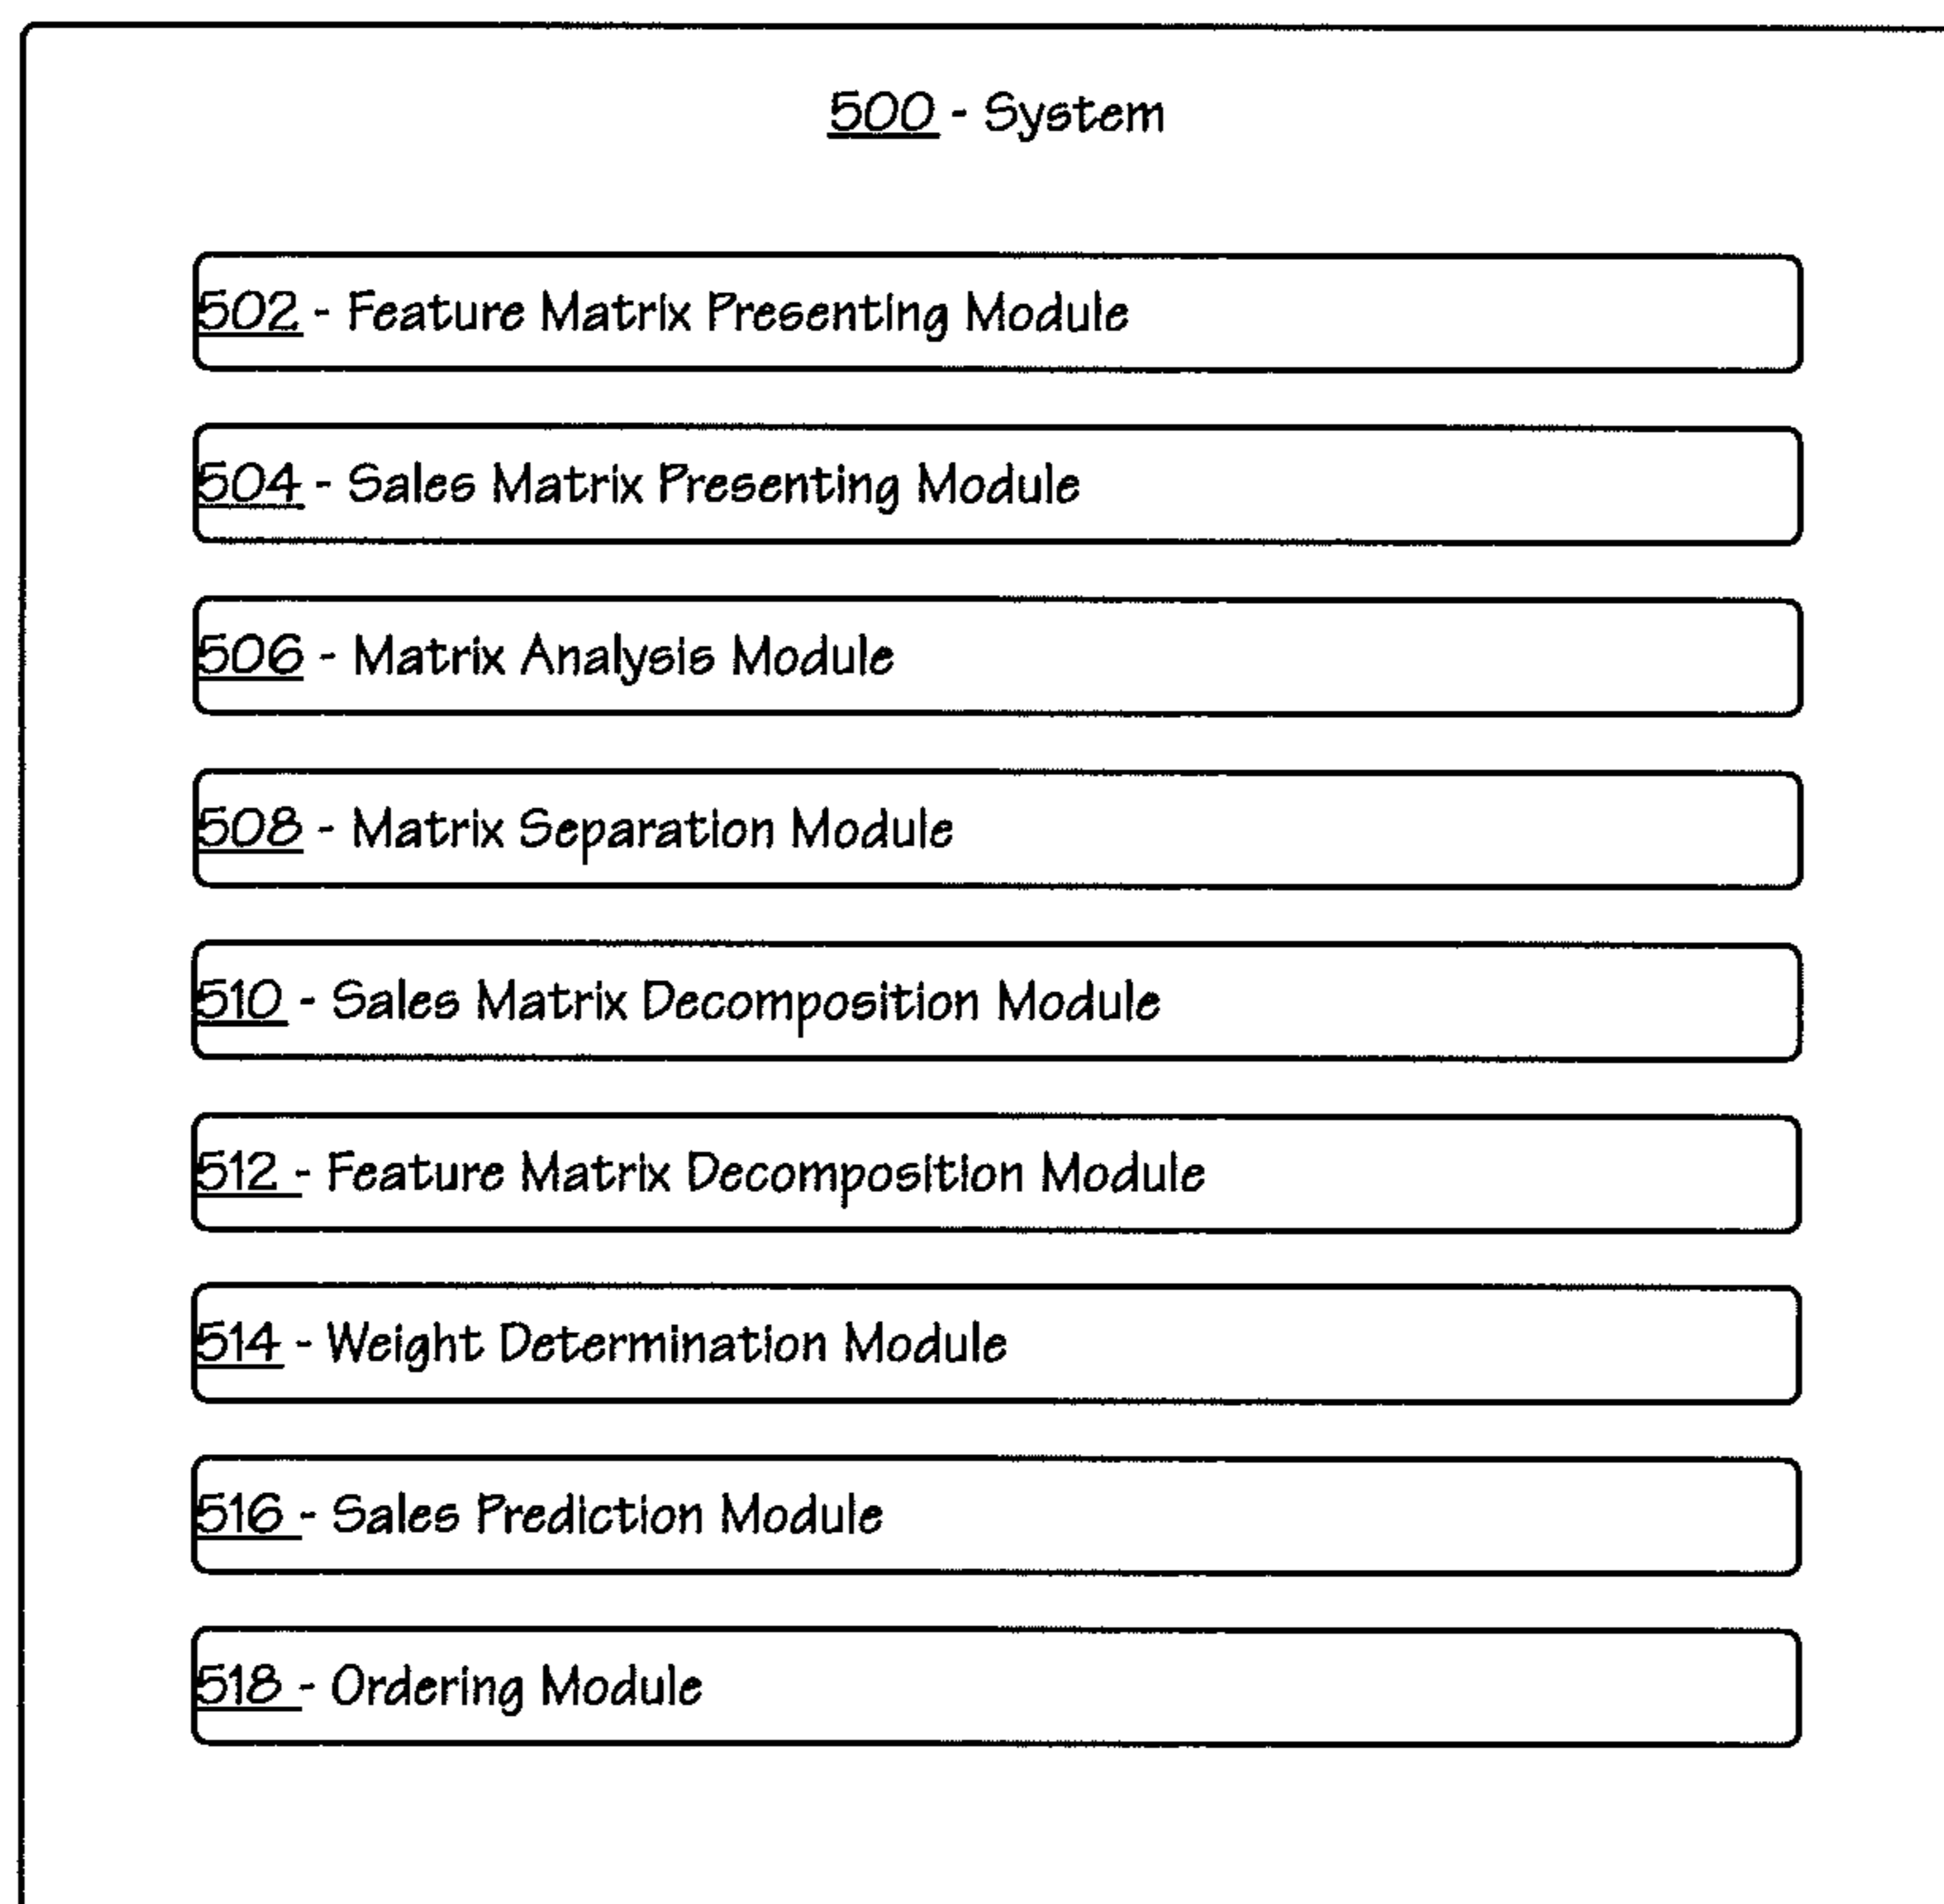 500 - System
502 - Feature Matrix Presenting Module
504 - Sales Matrix Presenting Module
506 - Matrix Analysis Module
508 - Matrix Separation Module
510 - Sales Matrix Decomposition Module
512 - Feature Matrix Decomposition Module
514 - Weight Determination Module
516 - Sales Prediction Module
518 - Ordering Module